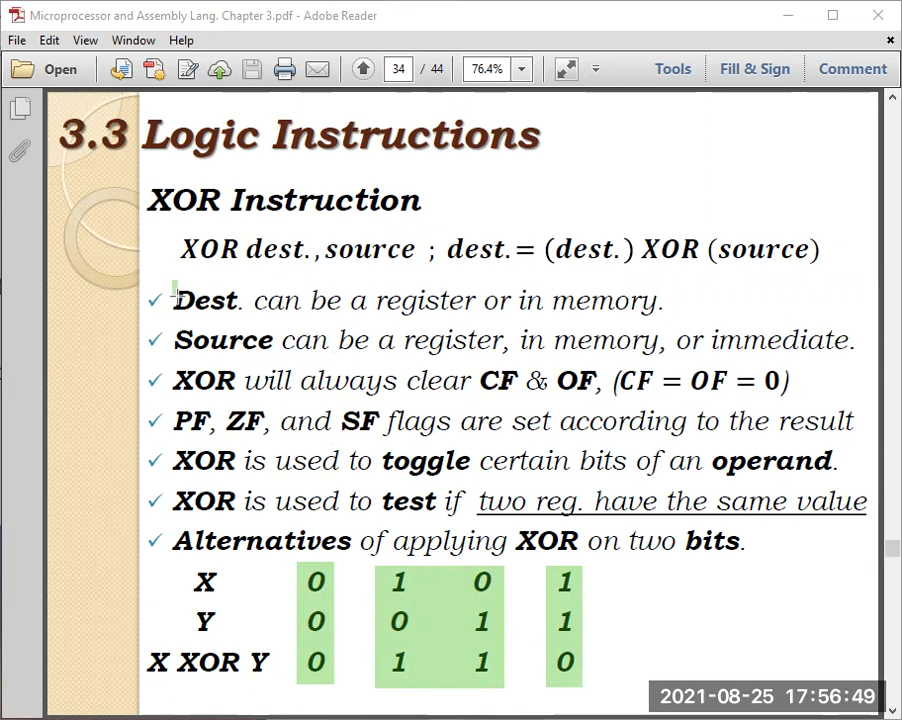 Microprocessor and Assembly Lang. Chapter 3.pdf - Adobe Reader
File Edit View Window Help
Open 34 / 44 76.4% Tools Fill & Sign Comment
3.3 Logic Instructions
XOR Instruction
XOR dest., source ; dest. = (dest.) XOR (source)
✓ Dest. can be a register or in memory.
✓ Source can be a register, in memory, or immediate.
✓ XOR will always clear CF & OF, (CF = OF = 0)
✓ PF, ZF, and SF flags are set according to the result
✓ XOR is used to toggle certain bits of an operand.
✓ XOR is used to test if two reg. have the same value
✓ Alternatives of applying XOR on two bits.
X 0 1 0 1
Y 0 0 1 1
X XOR Y 0 1 1 0
2021-08-25 17:56:49